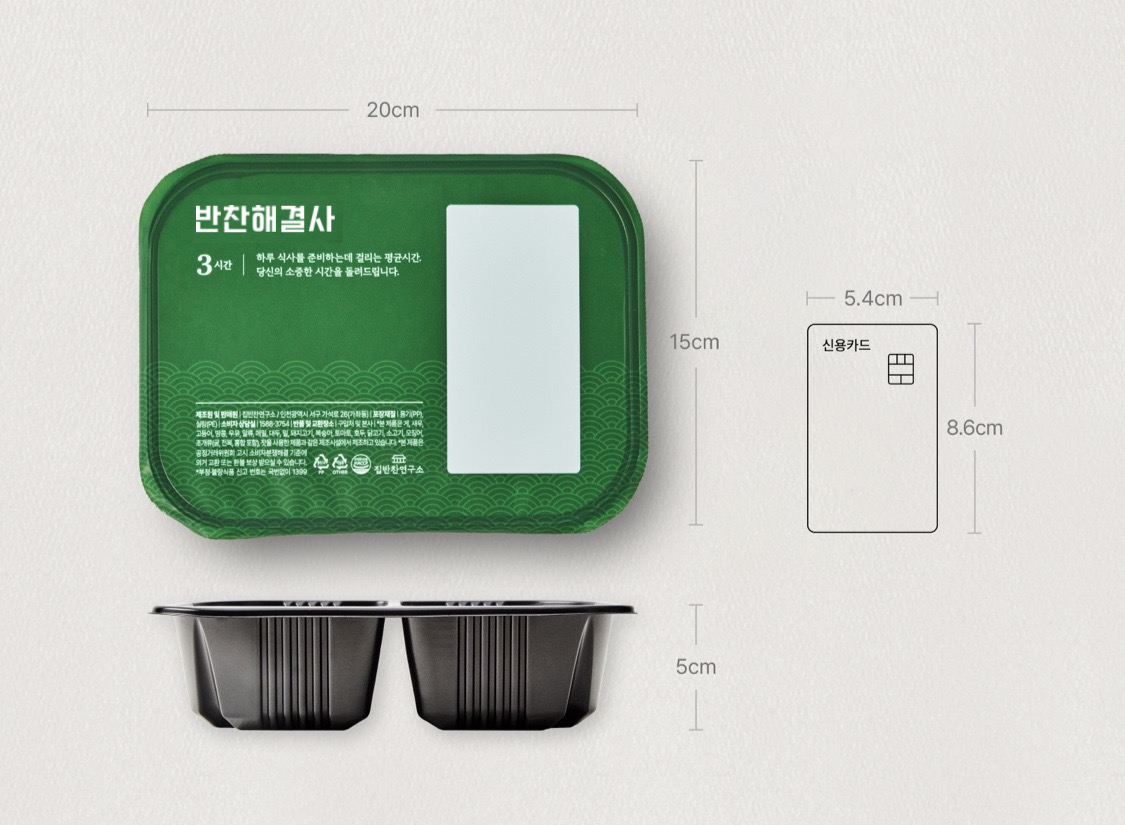 20cm
반찬해결사
3시간 | 하루 식사를 준비하는데 걸리는 평균시간,
당신의 소중한 시간을 돌려드립니다.
15cm
5.4cm
신용카드
8.6cm
제조원 및 판매원 | 집반찬연구소 / 인천광역시 서구 가석로 26(가좌동) | 포장재질 | 용기(PP),
실링(PE) | 소비자 상담실 | 1588-3754 | 반품 및 교환장소 | 구입처 및 본사 | *본 제품은 게, 새우,
고등어, 땅콩, 우유, 알류, 메밀, 대두, 밀, 돼지고기, 복숭아, 토마토, 호두, 닭고기, 소고기, 오징어,
조개류(굴, 전복, 홍합 포함), 잣을 사용한 제품과 같은 제조시설에서 제조하고 있습니다. *본 제품은
공정거래위원회 고시 소비자분쟁해결 기준에
의거 교환 또는 환불 보상 받으실 수 있습니다.
*부정·불량식품 신고 번호는 국번없이 1399
PP
OTHER
HACCP
집반찬연구소
5cm